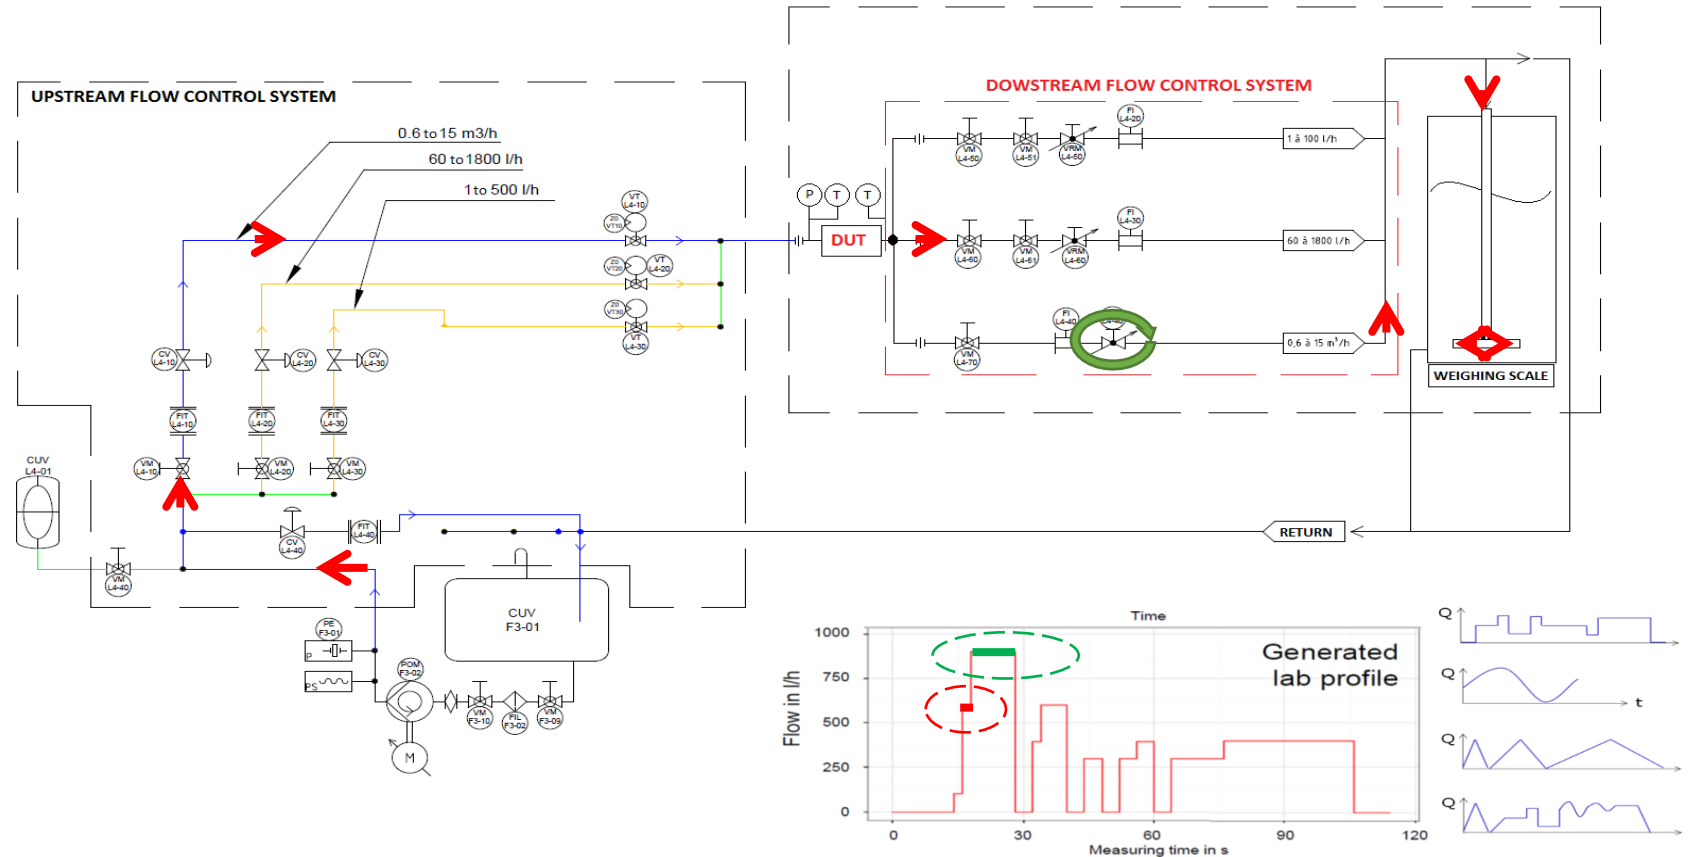 UPSTREAM FLOW CONTROL SYSTEM
0.6 to 15 m3/h
60 to 1800 l/h
1 to 500 l/h
VT
L4-10
ZO
VT10
VT
L4-20
ZO
VT20
ZO
VT30
VT
L4-30
CV
L4-10
CV
L4-20
CV
L4-30
FIT
L4-10
FIT
L4-20
FIT
L4-30
VM
L4-10
VM
L4-20
VM
L4-30
CUV
L4-01
CV
L4-40
FIT
L4-40
VM
L4-40
CUV
F3-01
PE
F3-01
P
PS
POM
F3-02
M
VM
F3-10
FIL
F3-02
VM
F3-09
DOWSTREAM FLOW CONTROL SYSTEM
P
T
T
DUT
VM
L4-50
VM
L4-51
VRM
L4-50
FI
L4-20
1 à 100 l/h
VM
L4-60
VM
L4-61
VRM
L4-60
FI
L4-30
60 à 1800 l/h
VM
L4-70
FI
L4-40
0,6 à 15 m³/h
WEIGHING SCALE
RETURN
Time
Generated
lab profile
Flow in l/h
1000
750
500
250
0
0
30
60
90
120
Measuring time in s
Q
Q
t
Q
Q